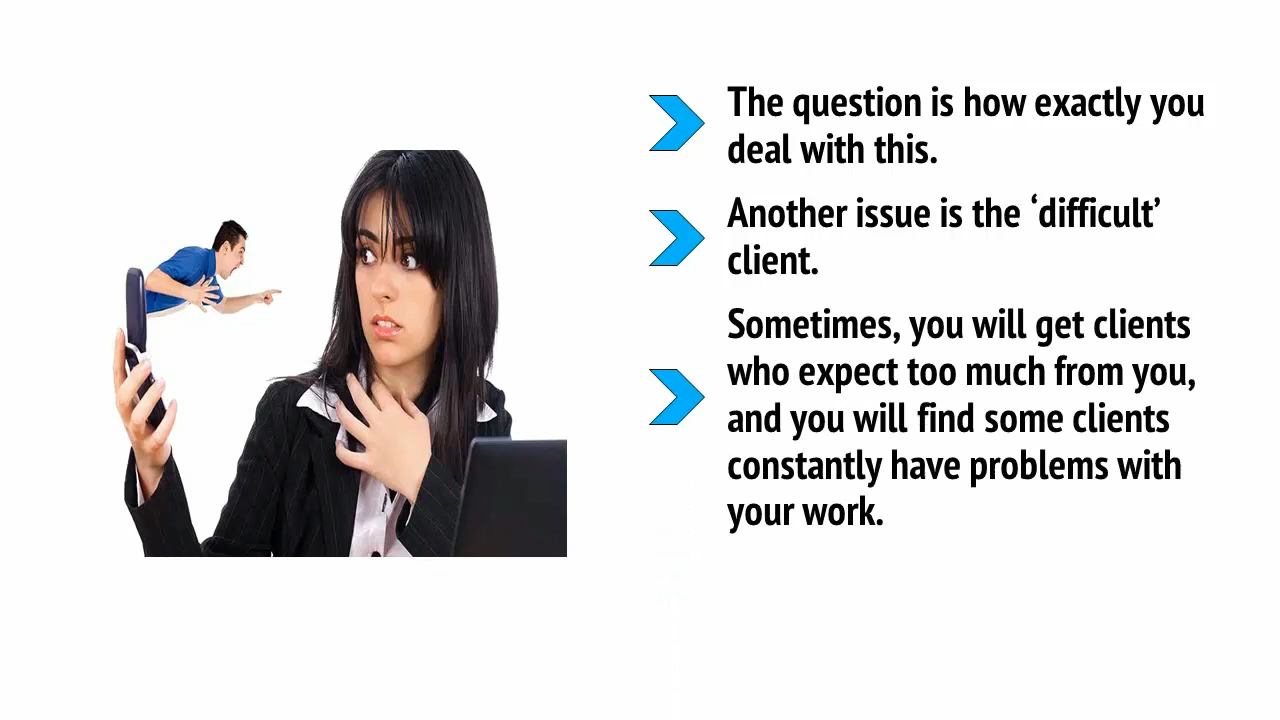 The question is how exactly you
deal with this.
Another issue is the ‘difficult’
client.
Sometimes, you will get clients
who expect too much from you,
and you will find some clients
constantly have problems with
your work.